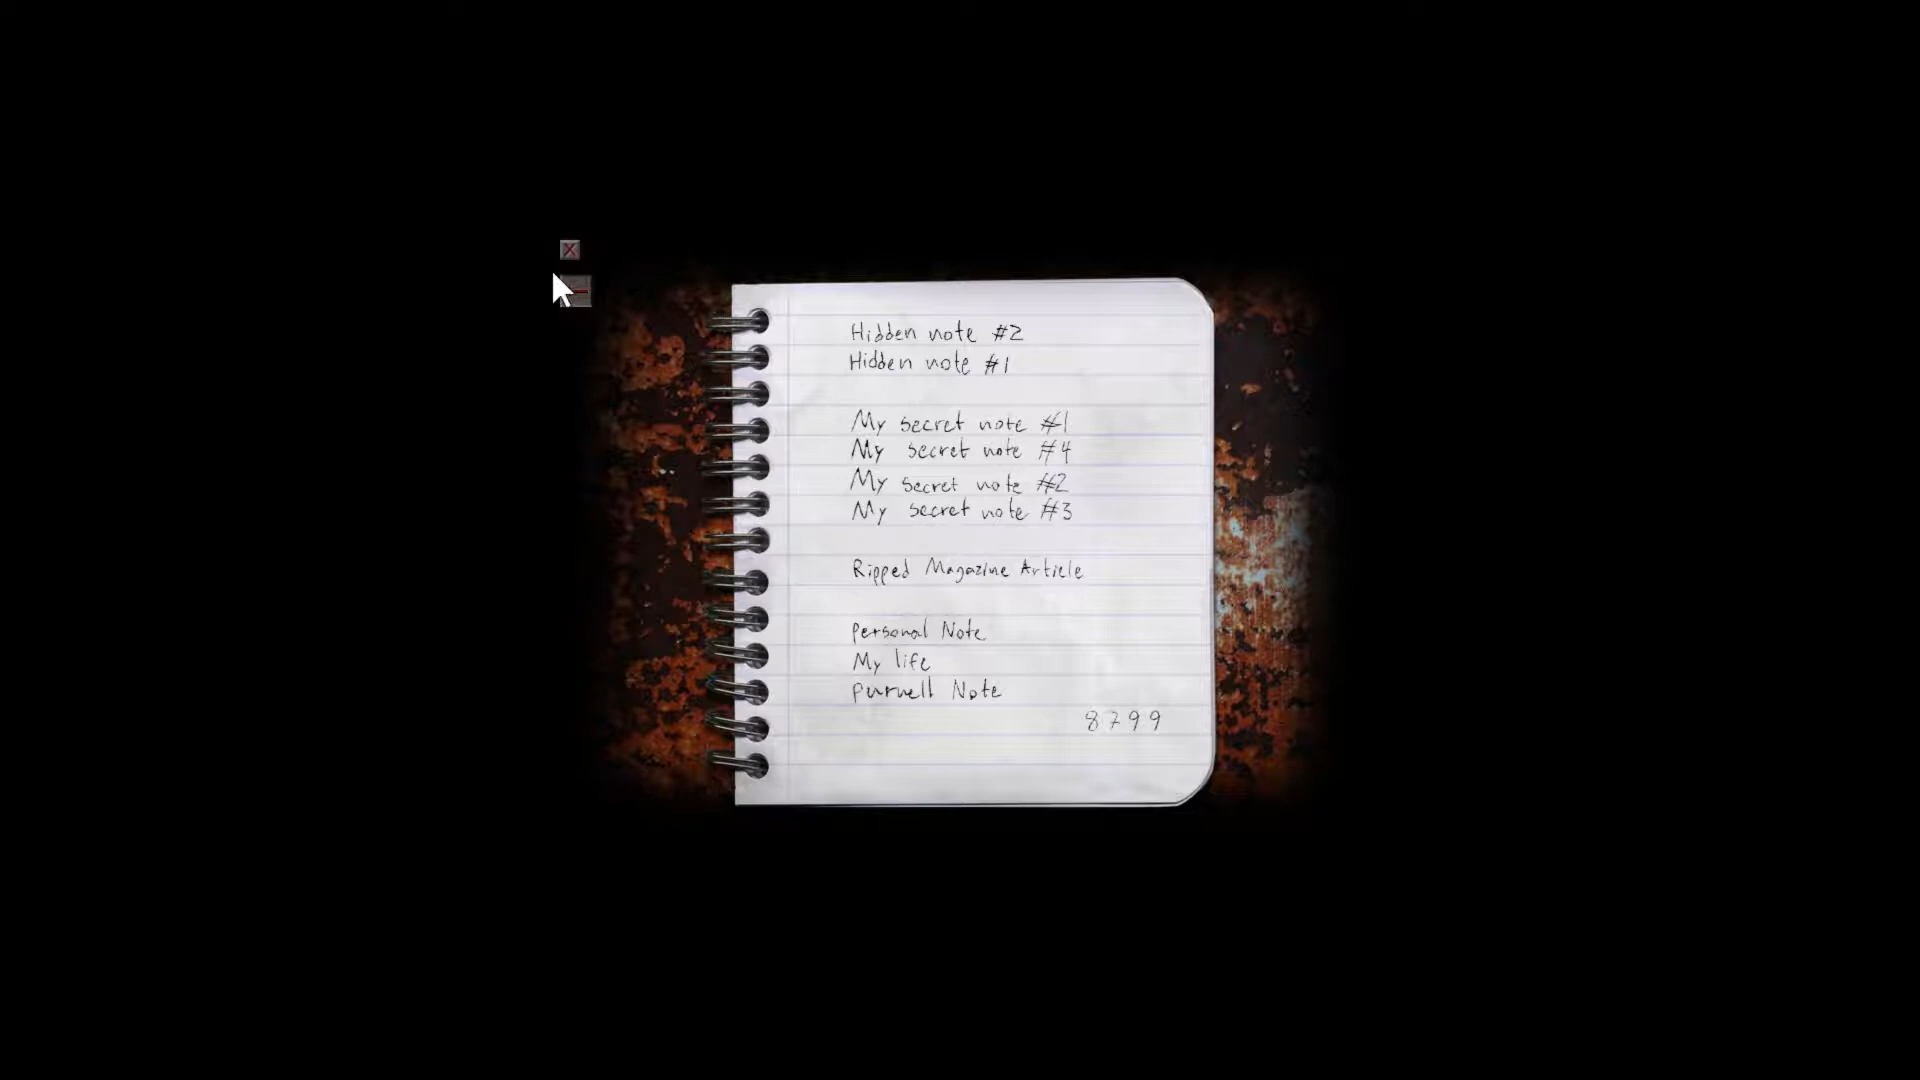 Hidden note #2
Hidden note #1
My secret note #1
My secret note #4
My secret note #2
My secret note #3
Ripped Magazine Article
Personal Note
My life
Purnell Note
8799